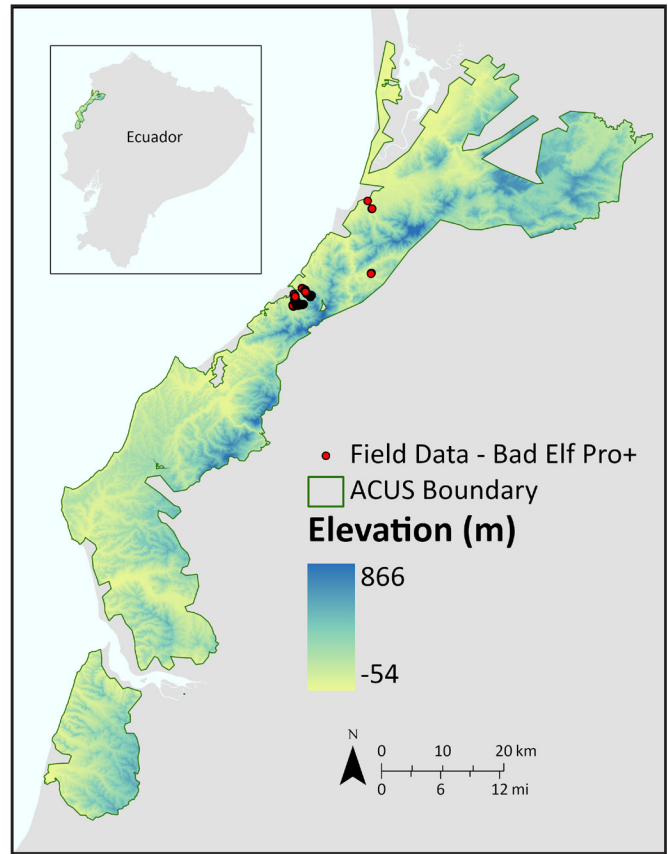 Ecuador
Field Data - Bad Elf Pro+
ACUS Boundary
Elevation (m)
866
-54
N
0 10 20 km
0 6 12 mi